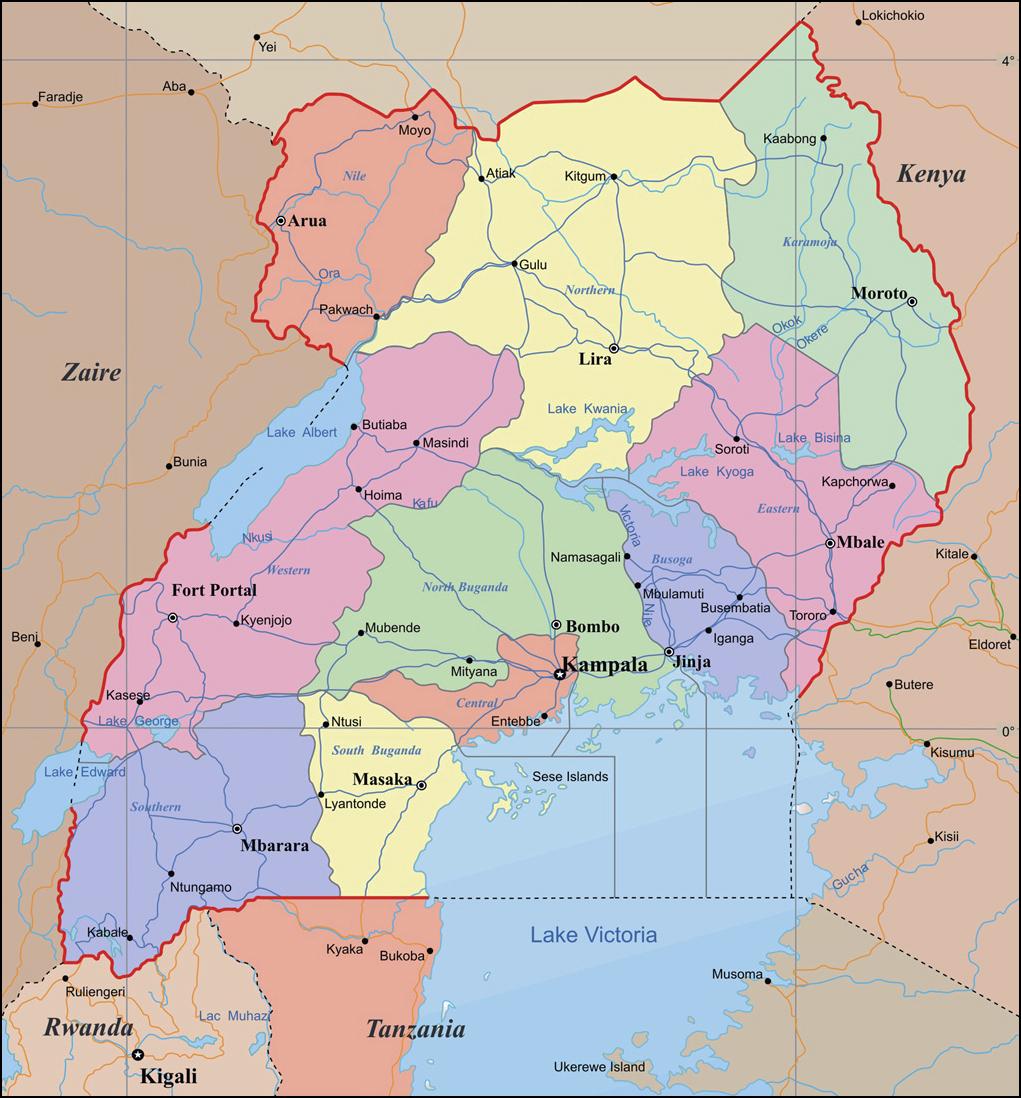 Lokichokio
Yei
4°
Aba
Faradje
Moyo
Kaabong
Kenya
Nile
Atiak
Kitgum
Arua
Karamoja
Ora
Gulu
Northern
Moroto
Pakwach
Okok
Okere
Zaire
Lira
Lake Kwania
Lake Albert
Butiaba
Masindi
Lake Bisina
Soroti
Bunia
Lake Kyoga
Kapchorwa
Hoima
Kafu
Eastern
Victoria
Nile
Nkusi
Mbale
Kitale
Western
Namasagali
Busoga
North Buganda
Fort Portal
Mbulamuti
Busembatia
Tororo
Kyenjojo
Mubende
Bombo
Iganga
Beni
Eldoret
Mityana
Kampala
Jinja
Kasese
Butere
Central
Lake George
Ntusi
Entebbe
0°
South Buganda
Kisumu
Lake Edward
Masaka
Sese Islands
Southern
Lyantonde
Mbarara
Kisii
Ntungamo
Gucha
Kabale
Lake Victoria
Kyaka
Bukoba
Musoma
Ruliengeri
Lac Muhazi
Rwanda
Tanzania
Kigali
Ukerewe Island